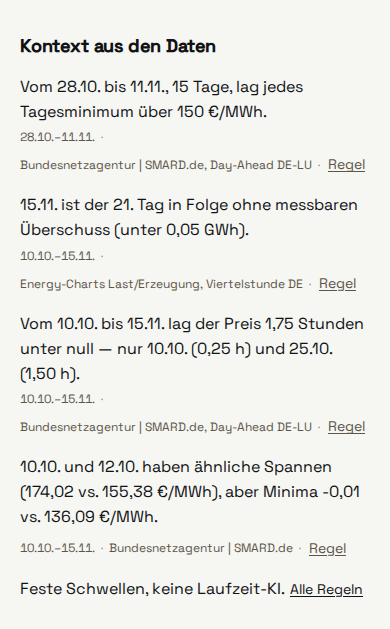 Kontext aus den Daten
Vom 28.10. bis 11.11., 15 Tage, lag jedes
Tagesminimum über 150 €/MWh.
28.10.–11.11. ·
Bundesnetzagentur | SMARD.de, Day-Ahead DE-LU · Regel
15.11. ist der 21. Tag in Folge ohne messbaren
Überschuss (unter 0,05 GWh).
10.10.–15.11. ·
Energy-Charts Last/Erzeugung, Viertelstunde DE · Regel
Vom 10.10. bis 15.11. lag der Preis 1,75 Stunden
unter null — nur 10.10. (0,25 h) und 25.10.
(1,50 h).
10.10.–15.11. ·
Bundesnetzagentur | SMARD.de, Day-Ahead DE-LU · Regel
10.10. und 12.10. haben ähnliche Spannen
(174,02 vs. 155,38 €/MWh), aber Minima -0,01
vs. 136,09 €/MWh.
10.10.–15.11. · Bundesnetzagentur | SMARD.de · Regel
Feste Schwellen, keine Laufzeit-KI. Alle Regeln